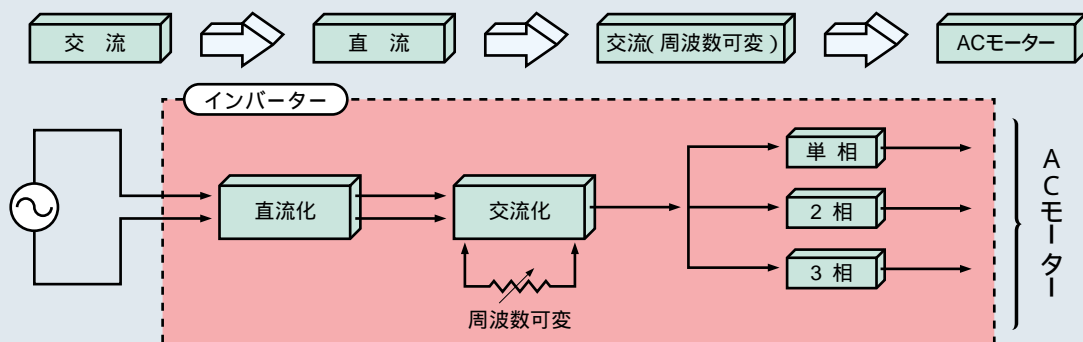 交 流
直 流
交流(周波数可変)
ACモーター
インバーター
直流化
交流化
周波数可変
単 相
2 相
3 相
ACモーター